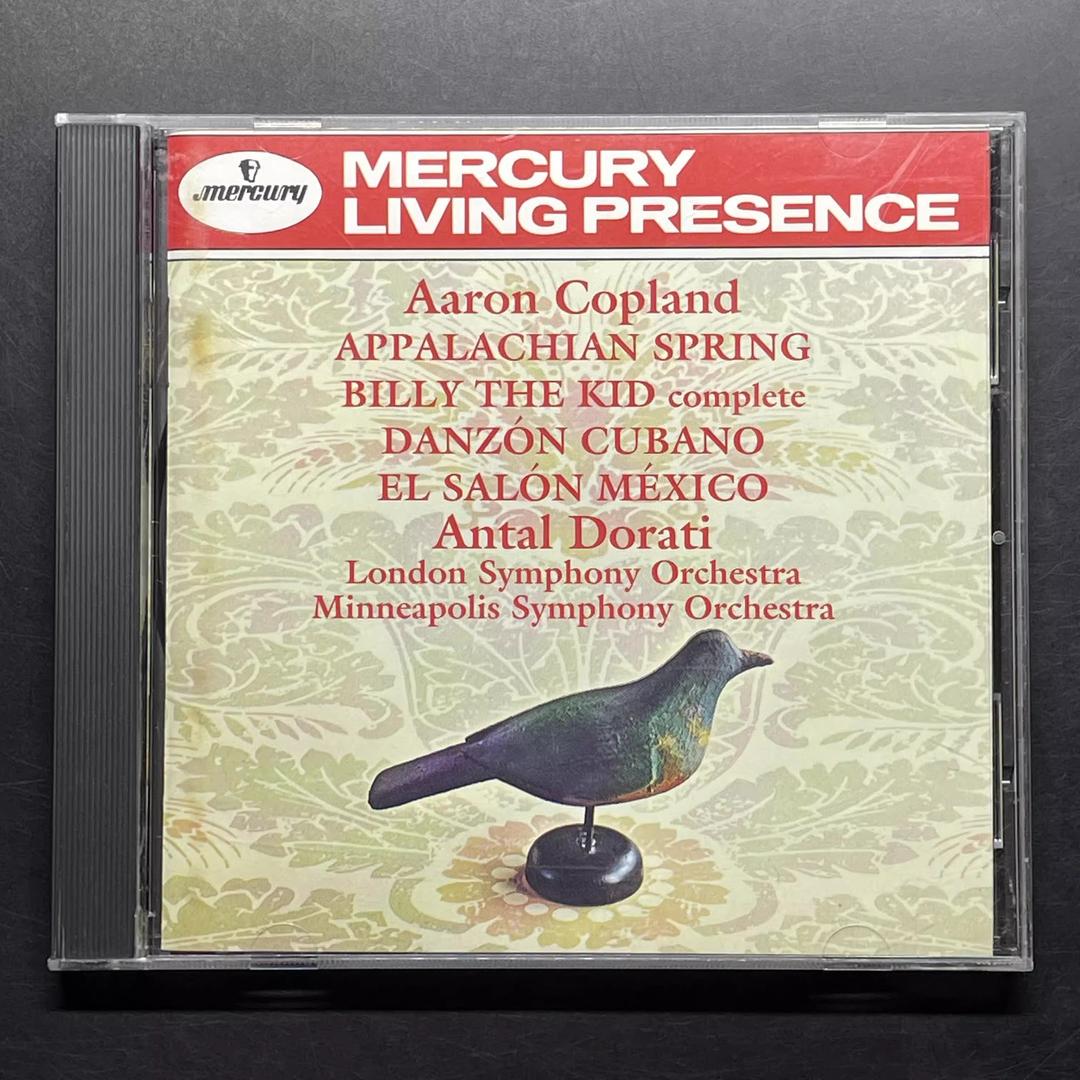 mercury
MERCURY
LIVING PRESENCE
Aaron Copland
APPALACHIAN SPRING
BILLY THE KID complete
DANZÓN CUBANO
EL SALÓN MÉXICO
Antal Dorati
London Symphony Orchestra
Minneapolis Symphony Orchestra